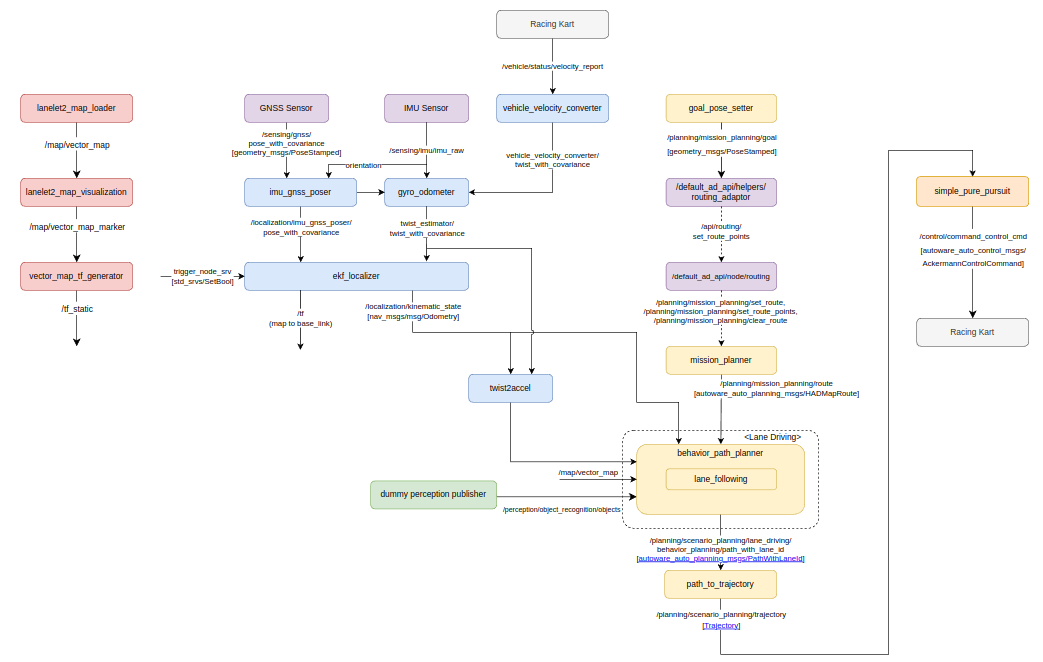 Racing Kart
/vehicle/status/velocity_report
lanelet2_map_loader
GNSS Sensor
IMU Sensor
vehicle_velocity_converter
goal_pose_setter
/map/vector_map
/sensing/gnss/
pose_with_covariance
[geometry_msgs/PoseStamped]
/sensing/imu/imu_raw
orientation
vehicle_velocity_converter/
twist_with_covariance
/planning/mission_planning/goal
[geometry_msgs/PoseStamped]
lanelet2_map_visualization
imu_gnss_poser
gyro_odometer
/default_ad_api/helpers/
routing_adaptor
simple_pure_pursuit
/map/vector_map_marker
/localization/imu_gnss_poser/
pose_with_covariance
twist_estimator/
twist_with_covariance
/api/routing/
set_route_points
/control/command_control_cmd
[autoware_auto_control_msgs/
AckermannControlCommand]
vector_map_tf_generator
trigger_node_srv
[std_srvs/SetBool]
ekf_localizer
/default_ad_api/node/routing
/tf_static
/tf
(map to base_link)
/localization/kinematic_state
[nav_msgs/msg/Odometry]
/planning/mission_planning/set_route,
/planning/mission_planning/set_route_points,
/planning/mission_planning/clear_route
Racing Kart
mission_planner
twist2accel
/planning/mission_planning/route
[autoware_auto_planning_msgs/HADMapRoute]
<Lane Driving>
behavior_path_planner
lane_following
/map/vector_map
dummy perception publisher
/perception/object_recognition/objects
/planning/scenario_planning/lane_driving/
behavior_planning/path_with_lane_id
[autoware_auto_planning_msgs/PathWithLaneId]
path_to_trajectory
/planning/scenario_planning/trajectory
[Trajectory]